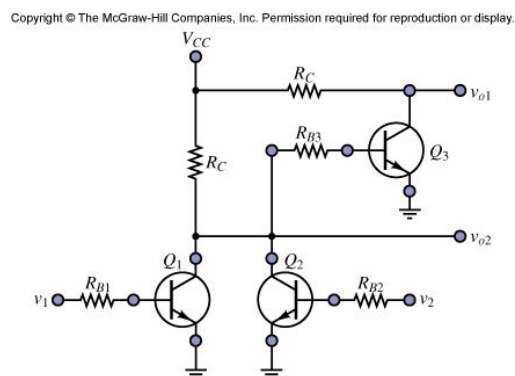 Copyright © The McGraw-Hill Companies, Inc. Permission required for reproduction or display.
VCC
RC
vo1
RB3
Q3
RC
vo2
Q1
Q2
v1
RB1
RB2
v2